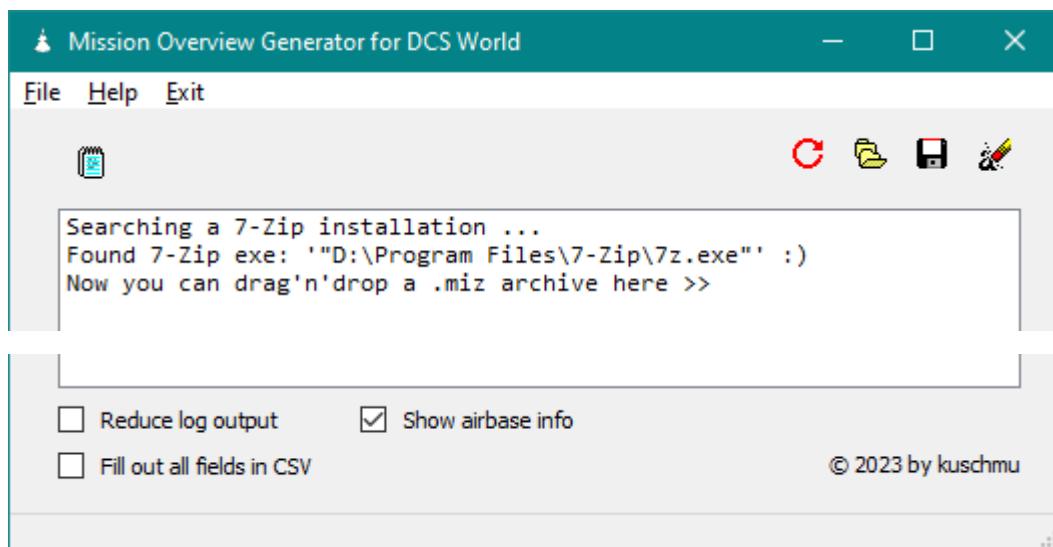 Mission Overview Generator for DCS World
File Help Exit
Searching a 7-Zip installation ...
Found 7-Zip exe: '"D:\Program Files\7-Zip\7z.exe"' :)
Now you can drag'n'drop a .miz archive here >>
Reduce log output Show airbase info
Fill out all fields in CSV © 2023 by kuschmu